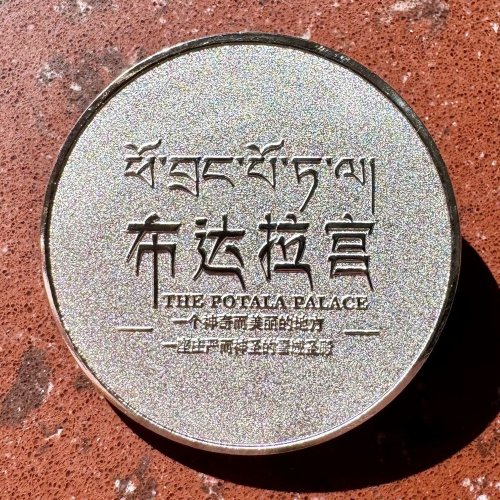 ཕོ་བྲང་པོ་ཏ་ལ།
布达拉宫
THE POTALA PALACE
一个神奇而美丽的地方
一座庄严而神圣的雪域圣殿